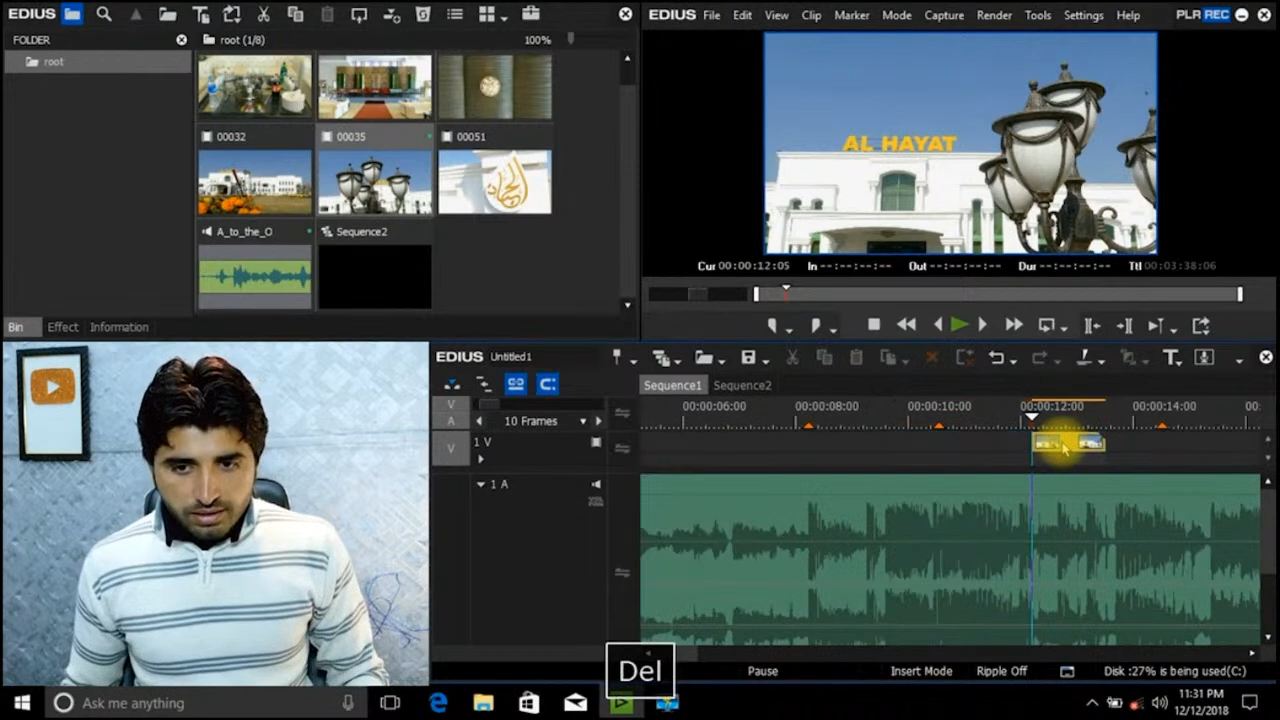 EDIUS
FOLDER
root (1/8)
100%
root
00032
00035
00051
A_to_the_O
Sequence2
Bin Effect Information
EDIUS File Edit View Clip Marker Mode Capture Render Tools Settings Help PLR REC
AL HAYAT
Cur 00:00:12:05 In --:--:--:-- Out --:--:--:-- Dur --:--:--:-- Ttl 00:03:38:06
EDIUS Untitled1
Sequence1 Sequence2
V
A
10 Frames
00:00:06:00 00:00:08:00 00:00:10:00 00:00:12:00 00:00:14:00 00:
V
1 V
1 A
Del
Pause
Insert Mode
Ripple Off
Disk :27% is being used(C:)
Ask me anything
11:31 PM
12/12/2018